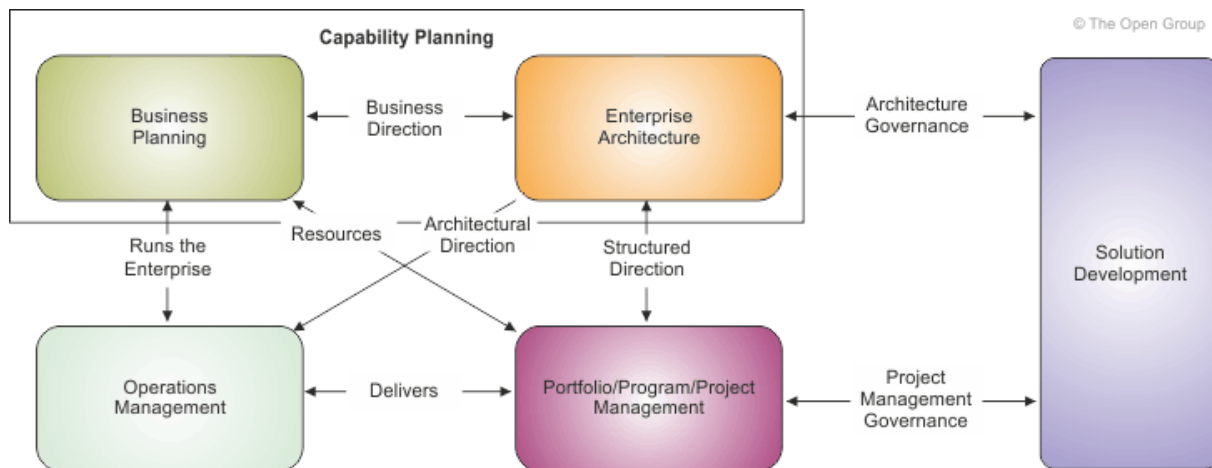 Capability Planning
© The Open Group
Business
Planning
Business
Direction
Enterprise
Architecture
Architecture
Governance
Runs the
Enterprise
Resources
Architectural
Direction
Structured
Direction
Solution
Development
Operations
Management
Delivers
Portfolio/Program/Project
Management
Project
Management
Governance